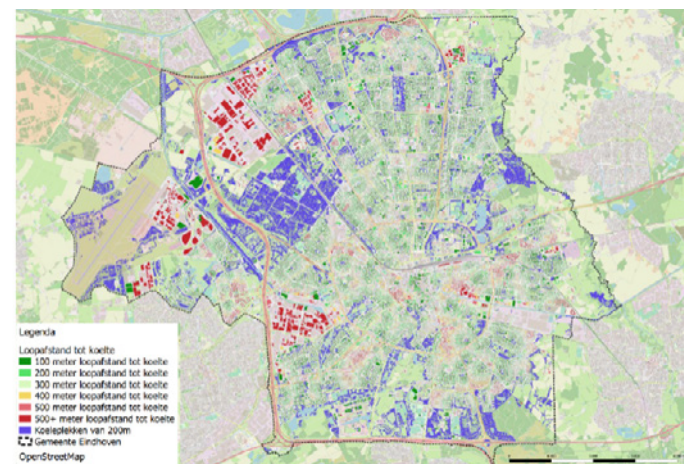 Legenda
Loopafstand tot koelte
100 meter loopafstand tot koelte
200 meter loopafstand tot koelte
300 meter loopafstand tot koelte
400 meter loopafstand tot koelte
500 meter loopafstand tot koelte
500+ meter loopafstand tot koelte
Koeleplekken van 200m
Gemeente Eindhoven
OpenStreetMap